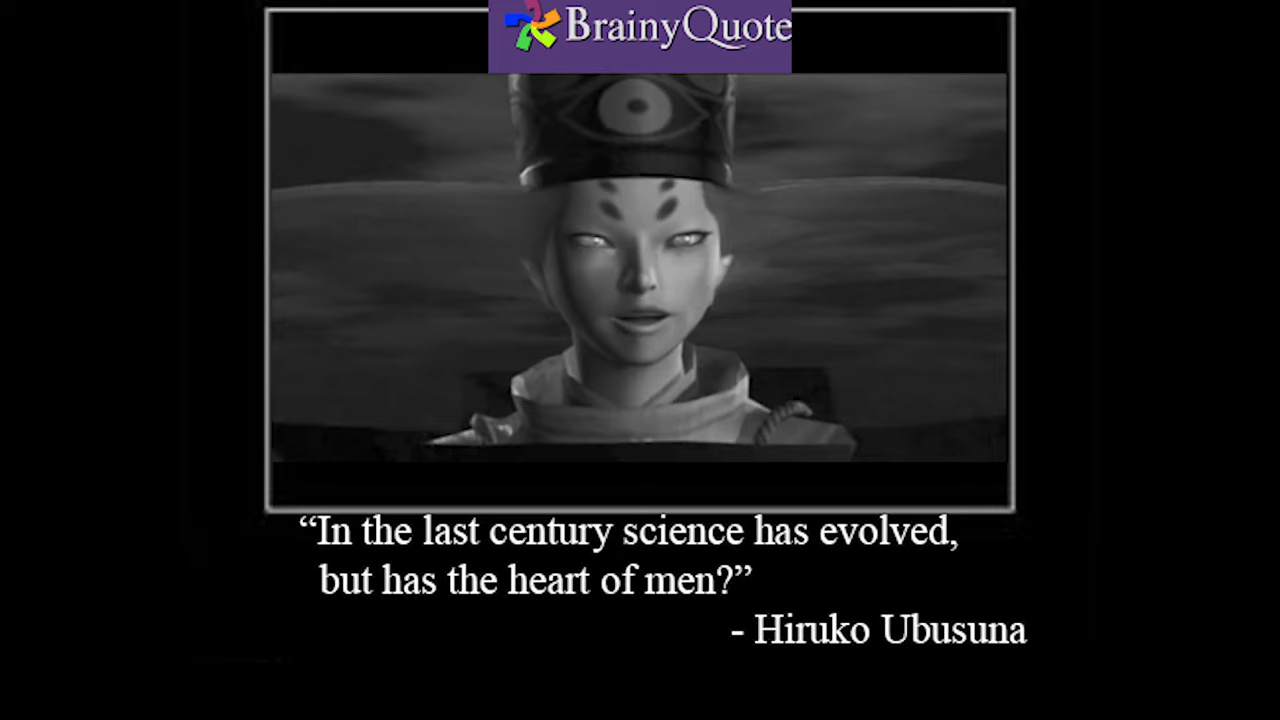 BrainyQuote
“In the last century science has evolved,
but has the heart of men?”
- Hiruko Ubusuna